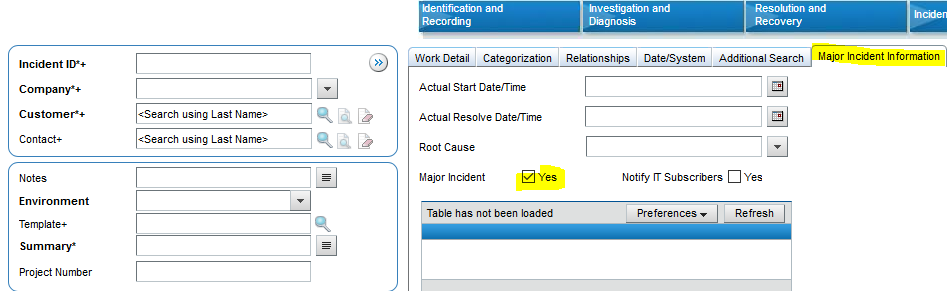 Identification and
Recording
Investigation and
Diagnosis
Resolution and
Recovery
Inciden
Incident ID*+
Company*+
Customer*+ <Search using Last Name>
Contact+ <Search using Last Name>
Notes
Environment
Template+
Summary*
Project Number
Work Detail Categorization Relationships Date/System Additional Search Major Incident Information
Actual Start Date/Time
Actual Resolve Date/Time
Root Cause
Major Incident Yes Notify IT Subscribers Yes
Table has not been loaded Preferences Refresh